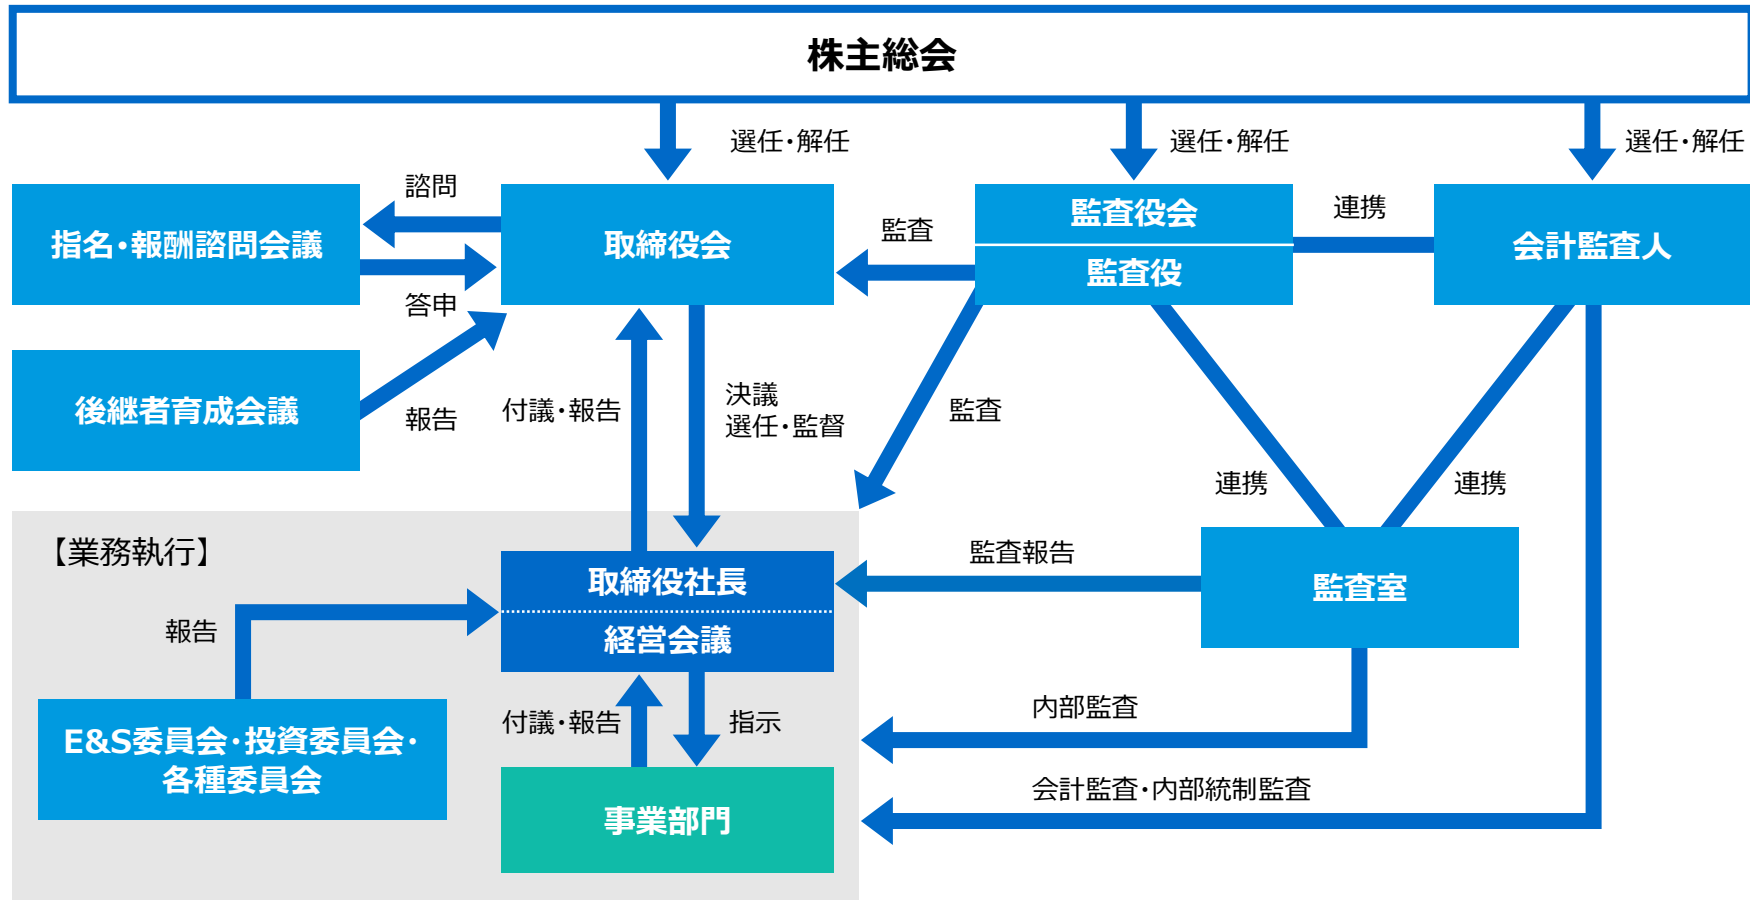 株主総会
選任・解任
選任・解任
選任・解任
諮問
指名・報酬諮問会議
取締役会
監査
監査役会
監査役
連携
会計監査人
答申
後継者育成会議
報告
付議・報告
決議
選任・監督
監査
連携
連携
【業務執行】
取締役社長
経営会議
監査報告
監査室
報告
E&S委員会・投資委員会・
各種委員会
付議・報告
指示
内部監査
会計監査・内部統制監査
事業部門